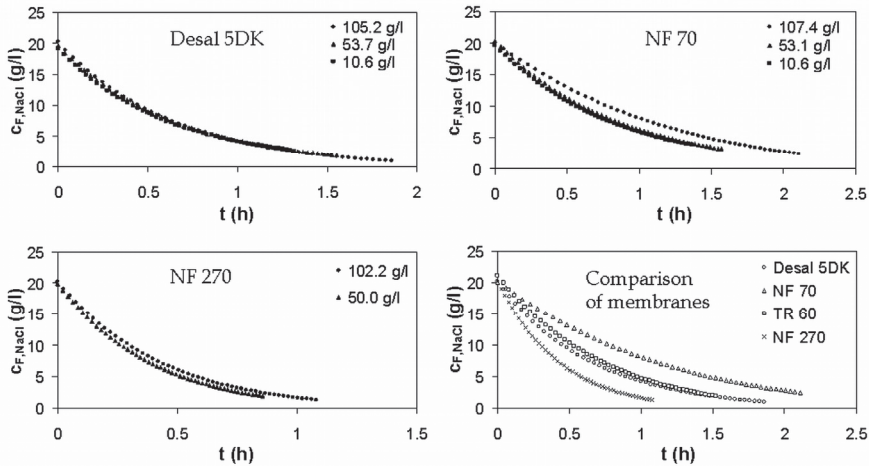 Desal 5DK
105.2 g/l
53.7 g/l
10.6 g/l
cF,NaCl (g/l)
25
20
15
10
5
0
0 0.5 1 1.5 2
t (h)
NF 70
107.4 g/l
53.1 g/l
10.6 g/l
cF,NaCl (g/l)
25
20
15
10
5
0
0 0.5 1 1.5 2 2.5
t (h)
NF 270
102.2 g/l
50.0 g/l
cF,NaCl (g/l)
25
20
15
10
5
0
0 0.5 1 1.5
t (h)
Comparison
of membranes
Desal 5DK
NF 70
TR 60
NF 270
cF,NaCl (g/l)
25
20
15
10
5
0
0 0.5 1 1.5 2 2.5
t (h)